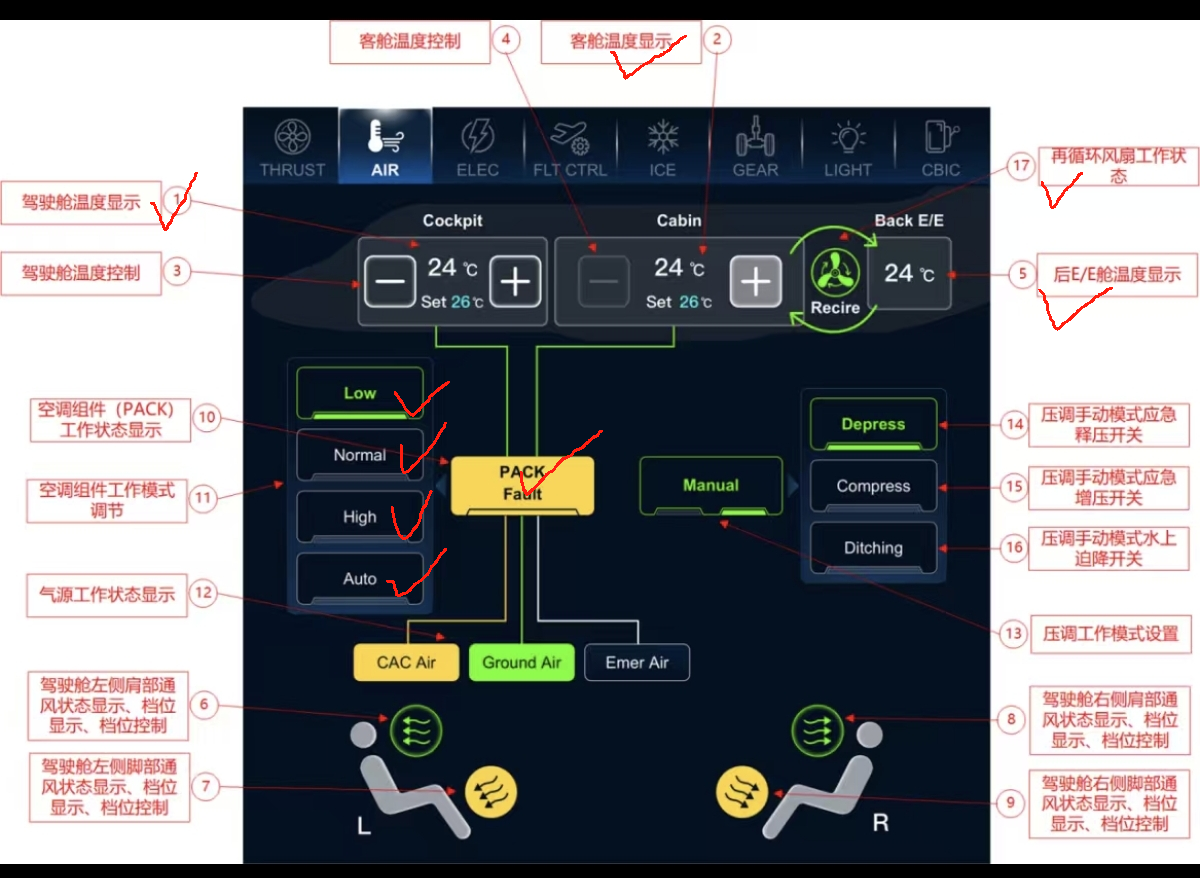 客舱温度控制
4
客舱温度显示
2
THRUST
AIR
ELEC
FLT CTRL
ICE
GEAR
LIGHT
CBIC
17
再循环风扇工作状
态
驾驶舱温度显示
1
Cockpit
Cabin
Back E/E
驾驶舱温度控制
3
24 ℃
Set 26℃
24 ℃
Set 26℃
Recire
24 ℃
5
后E/E舱温度显示
空调组件（PACK）
工作状态显示
10
Low
Normal
High
Auto
空调组件工作模式
调节
11
PACK
Fault
Manual
Depress
Compress
Ditching
14
压调手动模式应急
释压开关
15
压调手动模式应急
增压开关
16
压调手动模式水上
迫降开关
气源工作状态显示
12
13
压调工作模式设置
CAC Air
Ground Air
Emer Air
驾驶舱左侧肩部通
风状态显示、档位
显示、档位控制
6
8
驾驶舱右侧肩部通
风状态显示、档位
显示、档位控制
驾驶舱左侧脚部通
风状态显示、档位
显示、档位控制
7
9
驾驶舱右侧脚部通
风状态显示、档位
显示、档位控制
L
R